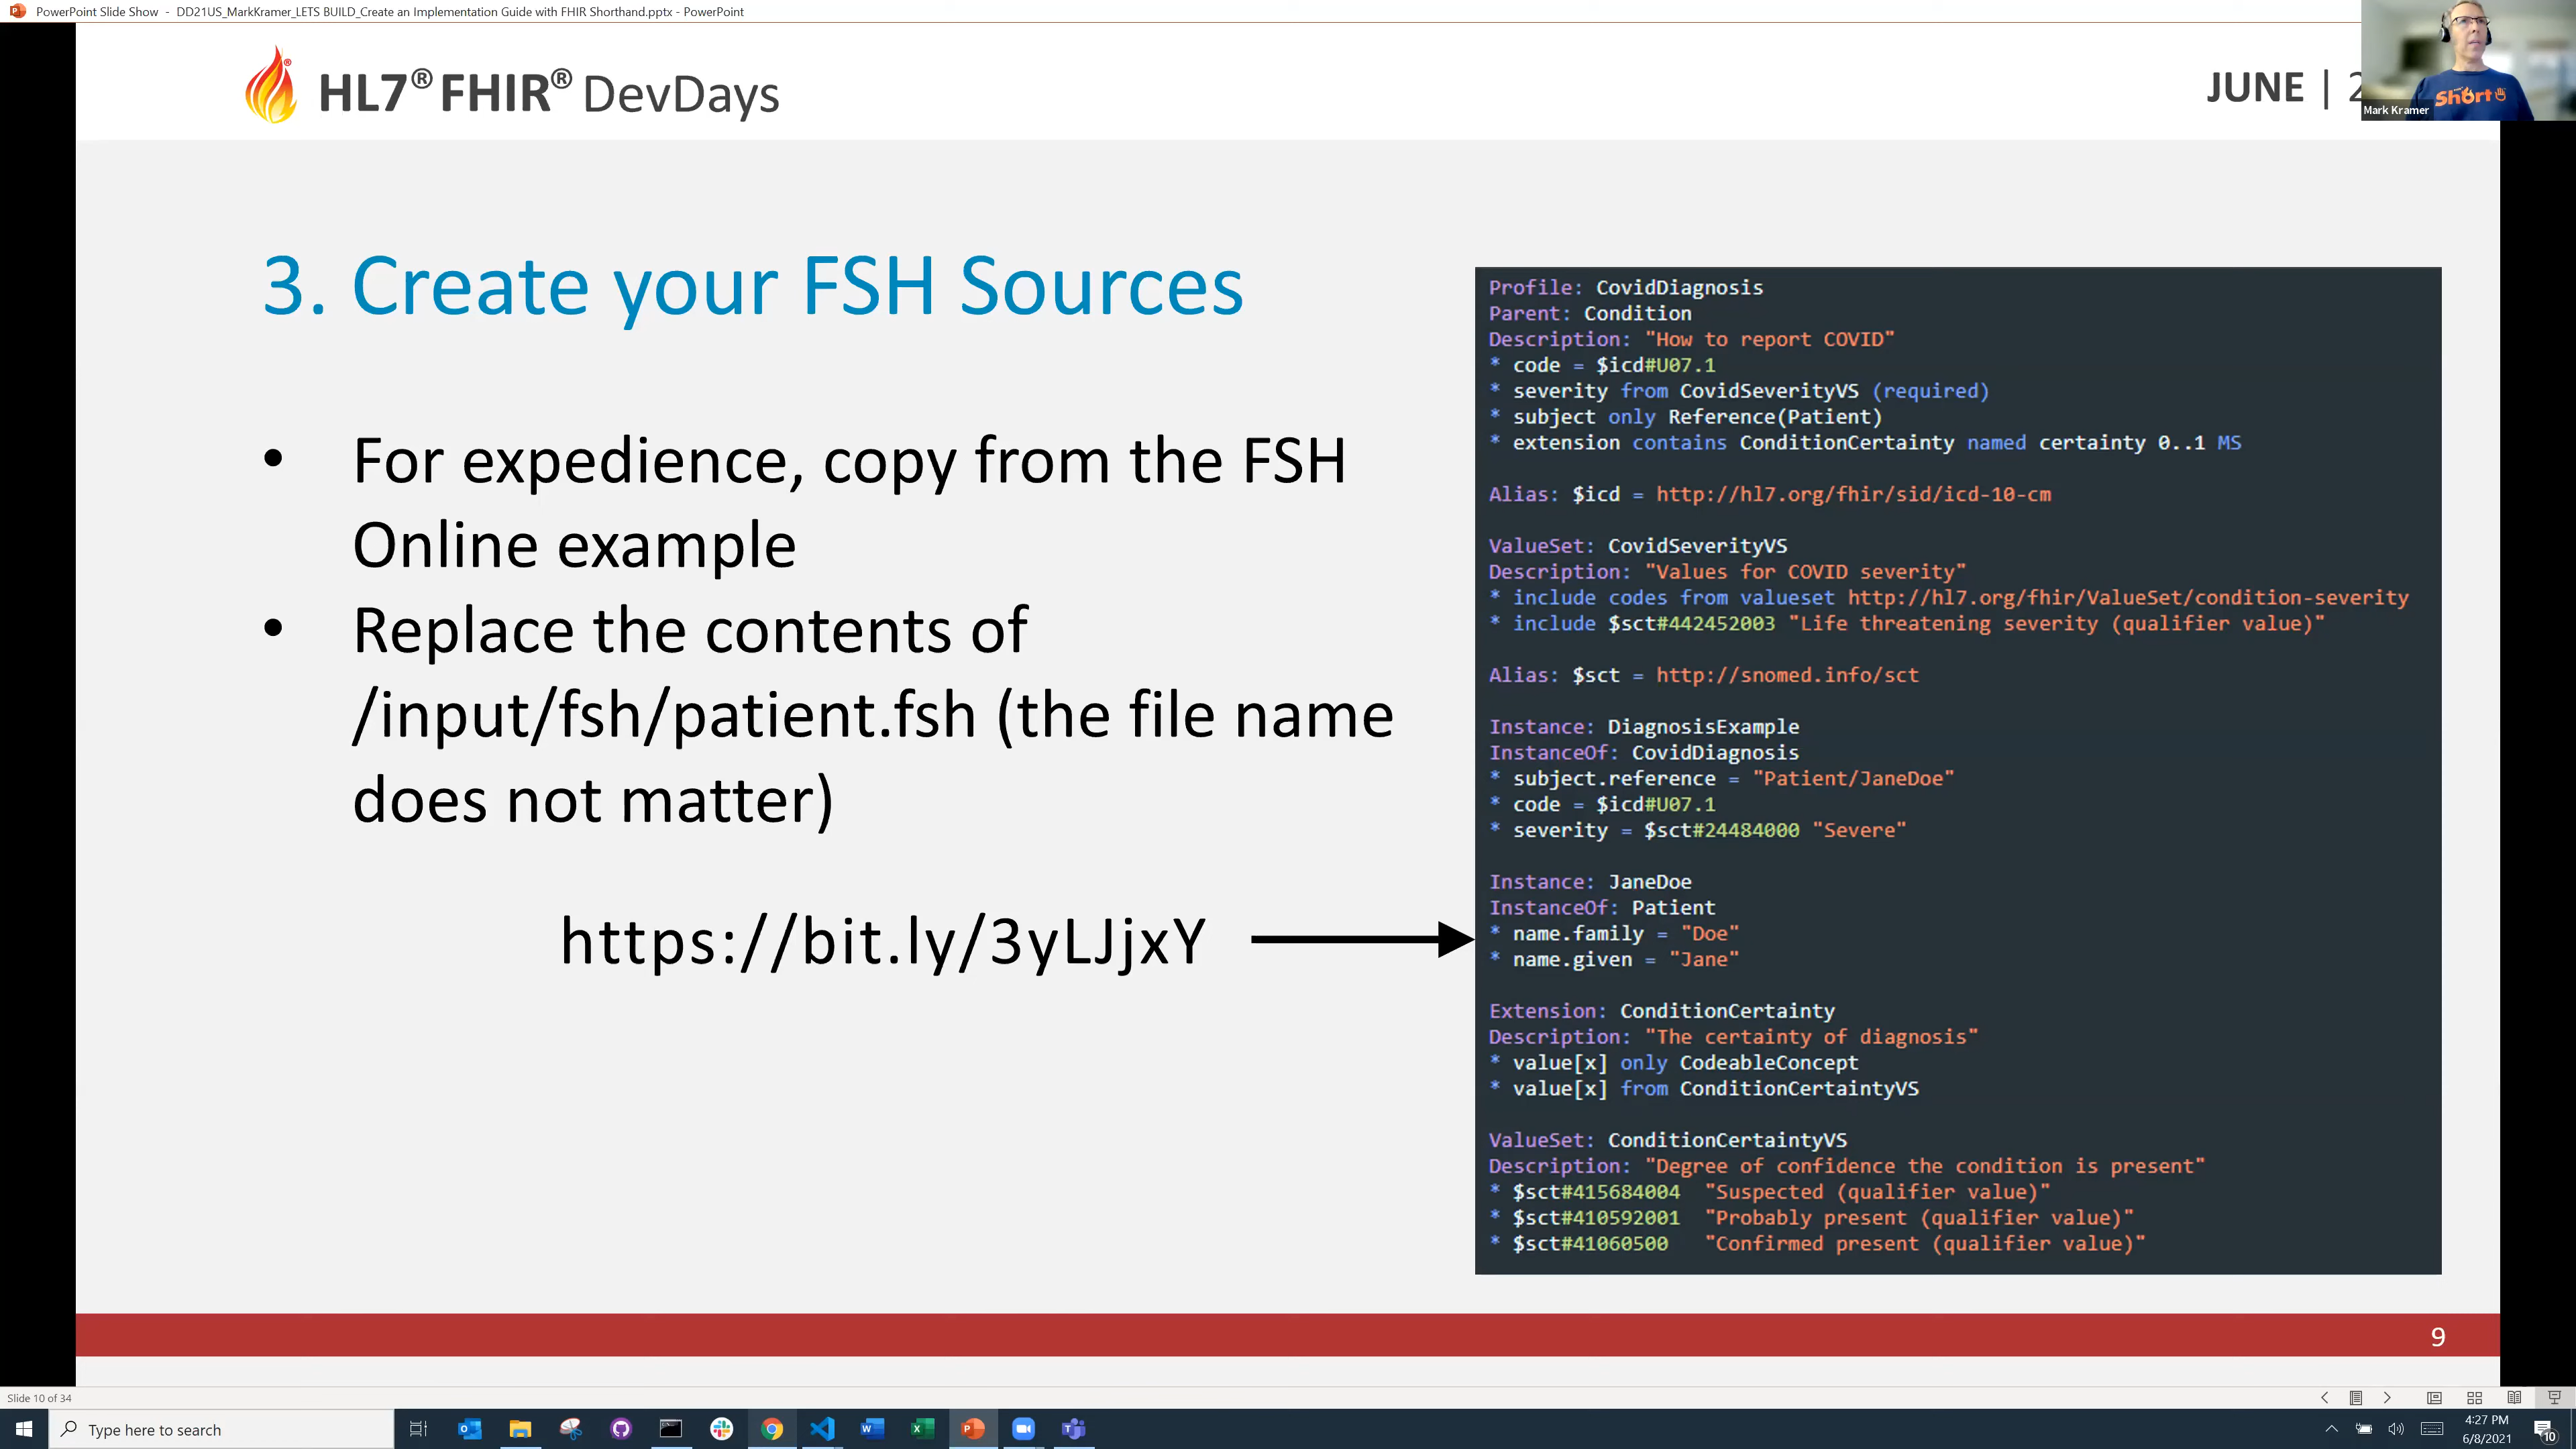 PowerPoint Slide Show - DD21US_MarkKramer_LETS BUILD_Create an Implementation Guide with FHIR Shorthand.pptx - PowerPoint
HL7® FHIR® DevDays
JUNE | 2
Short
Mark Kramer
3. Create your FSH Sources
• For expedience, copy from the FSH
Online example
• Replace the contents of
/input/fsh/patient.fsh (the file name
does not matter)
https://bit.ly/3yLJjxY
Profile: CovidDiagnosis
Parent: Condition
Description: "How to report COVID"
* code = $icd#U07.1
* severity from CovidSeverityVS (required)
* subject only Reference(Patient)
* extension contains ConditionCertainty named certainty 0..1 MS
Alias: $icd = http://hl7.org/fhir/sid/icd-10-cm
ValueSet: CovidSeverityVS
Description: "Values for COVID severity"
* include codes from valueset http://hl7.org/fhir/ValueSet/condition-severity
* include $sct#442452003 "Life threatening severity (qualifier value)"
Alias: $sct = http://snomed.info/sct
Instance: DiagnosisExample
InstanceOf: CovidDiagnosis
* subject.reference = "Patient/JaneDoe"
* code = $icd#U07.1
* severity = $sct#24484000 "Severe"
Instance: JaneDoe
InstanceOf: Patient
* name.family = "Doe"
* name.given = "Jane"
Extension: ConditionCertainty
Description: "The certainty of diagnosis"
* value[x] only CodeableConcept
* value[x] from ConditionCertaintyVS
ValueSet: ConditionCertaintyVS
Description: "Degree of confidence the condition is present"
* $sct#415684004 "Suspected (qualifier value)"
* $sct#410592001 "Probably present (qualifier value)"
* $sct#41060500 "Confirmed present (qualifier value)"
9
Slide 10 of 34
Type here to search
4:27 PM
6/8/2021
10